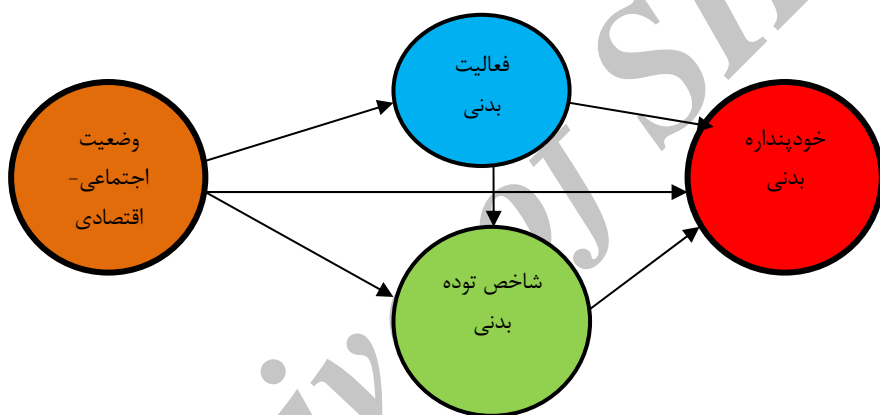 فعالیت
بدنی
وضعیت
اجتماعی-
اقتصادی
خودپنداره
بدنی
شاخص توده
بدنی